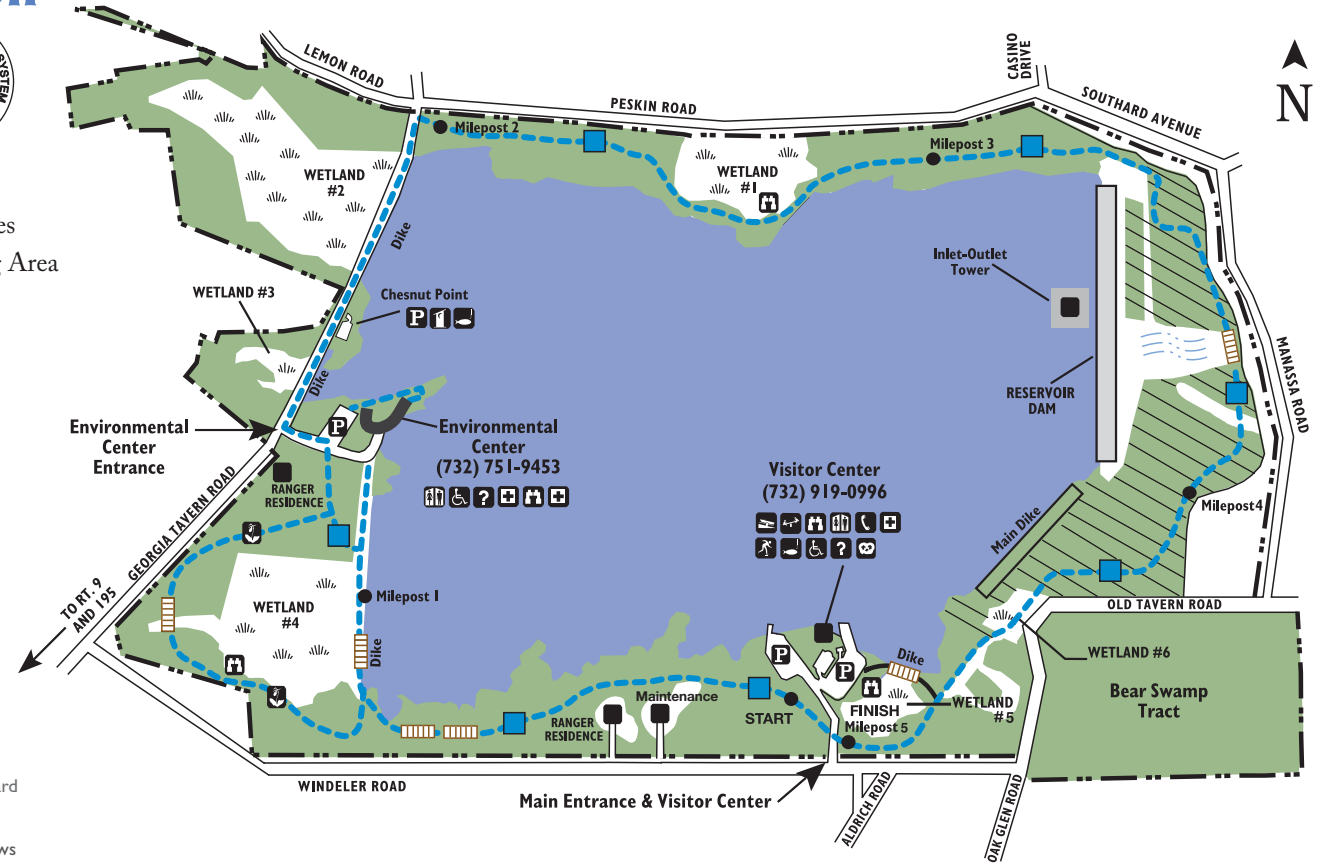 SYSTEM
es
g Area
ard
ws
LEMON ROAD
PESKIN ROAD
CASINO
DRIVE
SOUTHARD AVENUE
N
Milepost 2
Milepost 3
WETLAND
#1
WETLAND
#2
Dike
WETLAND #3
Chesnut Point
P
Dike
Inlet-Outlet
Tower
RESERVOIR
DAM
MANASSA ROAD
Environmental
Center
Entrance
P
Environmental
Center
(732) 751-9453
?
RANGER
RESIDENCE
GEORGIA TAVERN ROAD
TO RT. 9
AND 195
Visitor Center
(732) 919-0996
?
Milepost4
Main Dike
Milepost 1
WETLAND
#4
Dike
OLD TAVERN ROAD
WETLAND #6
Bear Swamp
Tract
P
P
Dike
WETLAND
#5
FINISH
Milepost 5
START
Maintenance
RANGER
RESIDENCE
WINDELER ROAD
Main Entrance & Visitor Center
ALDRICH ROAD
OAK GLEN ROAD